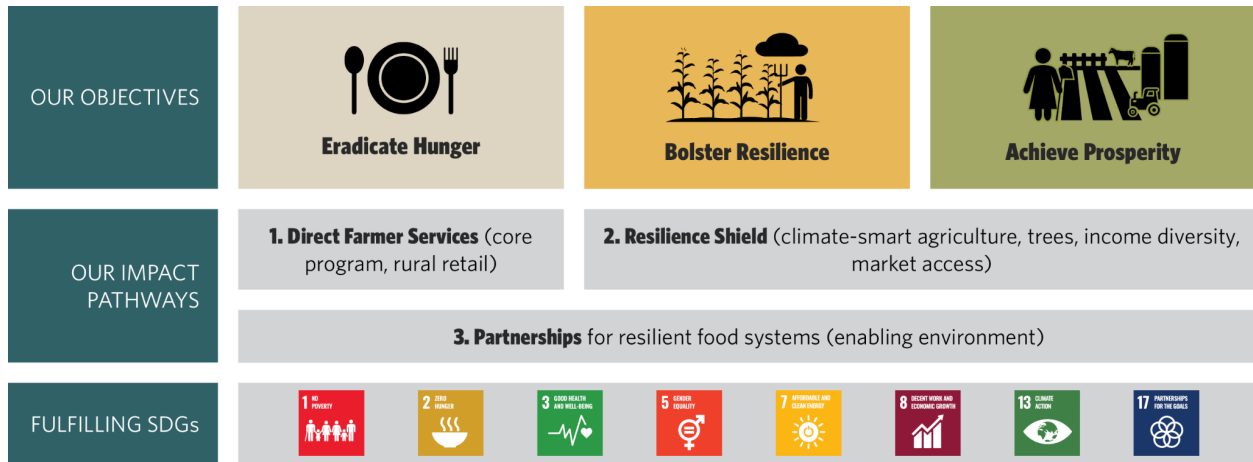 OUR OBJECTIVES
Eradicate Hunger
Bolster Resilience
Achieve Prosperity
OUR IMPACT
PATHWAYS
1. Direct Farmer Services (core
program, rural retail)
2. Resilience Shield (climate-smart agriculture, trees, income diversity,
market access)
3. Partnerships for resilient food systems (enabling environment)
FULFILLING SDGs
1 NO
POVERTY
2 ZERO
HUNGER
3 GOOD HEALTH
AND WELL-BEING
5 GENDER
EQUALITY
7 AFFORDABLE AND
CLEAN ENERGY
8 DECENT WORK AND
ECONOMIC GROWTH
13 CLIMATE
ACTION
17 PARTNERSHIPS
FOR THE GOALS